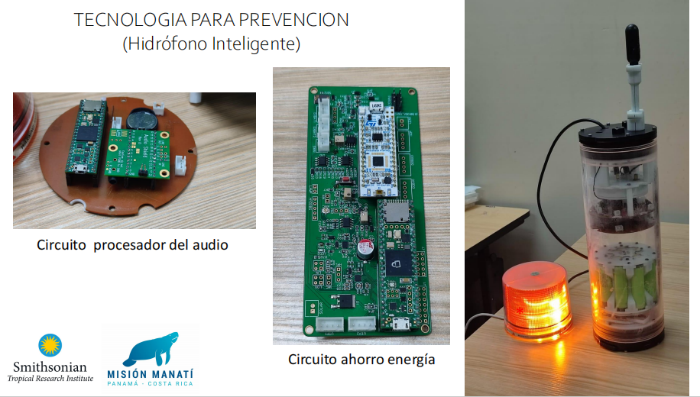 TECNOLOGIA PARA PREVENCION
(Hidrófono Inteligente)
Circuito procesador del audio
Circuito ahorro energía
Smithsonian
Tropical Research Institute
MISIÓN MANATÍ
PANAMÁ - COSTA RICA